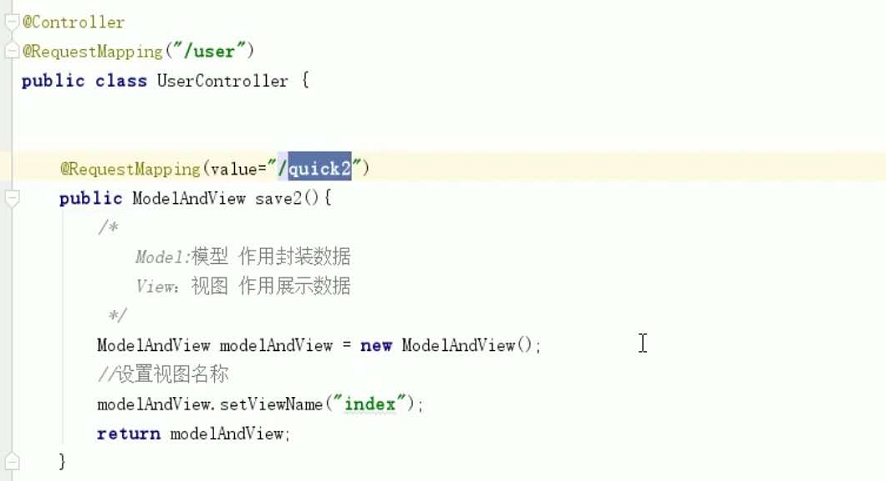 @Controller
@RequestMapping("/user")
public class UserController {
@RequestMapping(value="/quick2")
public ModelAndView save2(){
/*
Model:模型 作用封装数据
View：视图 作用展示数据
*/
ModelAndView modelAndView = new ModelAndView();
//设置视图名称
modelAndView.setViewName("index");
return modelAndView;
}